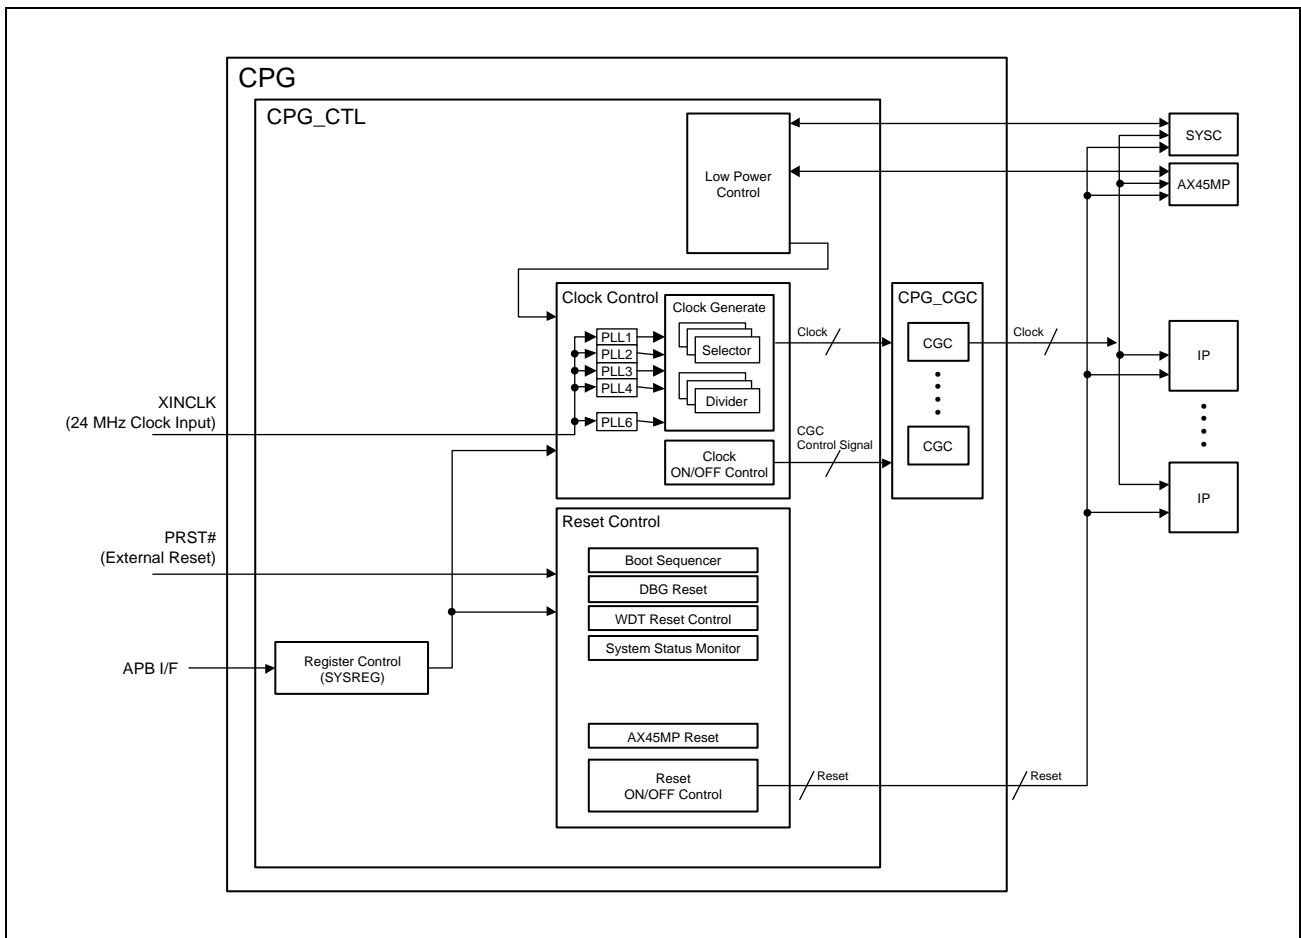 CPG
CPG_CTL
Low Power
Control
SYSC
AX45MP
Clock Control
Clock Generate
PLL1
PLL2
PLL3
PLL4
PLL6
Selector
Divider
Clock
CPG_CGC
CGC
CGC
Clock
IP
IP
XINCLK
(24 MHz Clock Input)
CGC
Control Signal
Clock
ON/OFF Control
PRST#
(External Reset)
Reset Control
Boot Sequencer
DBG Reset
WDT Reset Control
System Status Monitor
APB I/F
Register Control
(SYSREG)
AX45MP Reset
Reset
ON/OFF Control
Reset
Reset